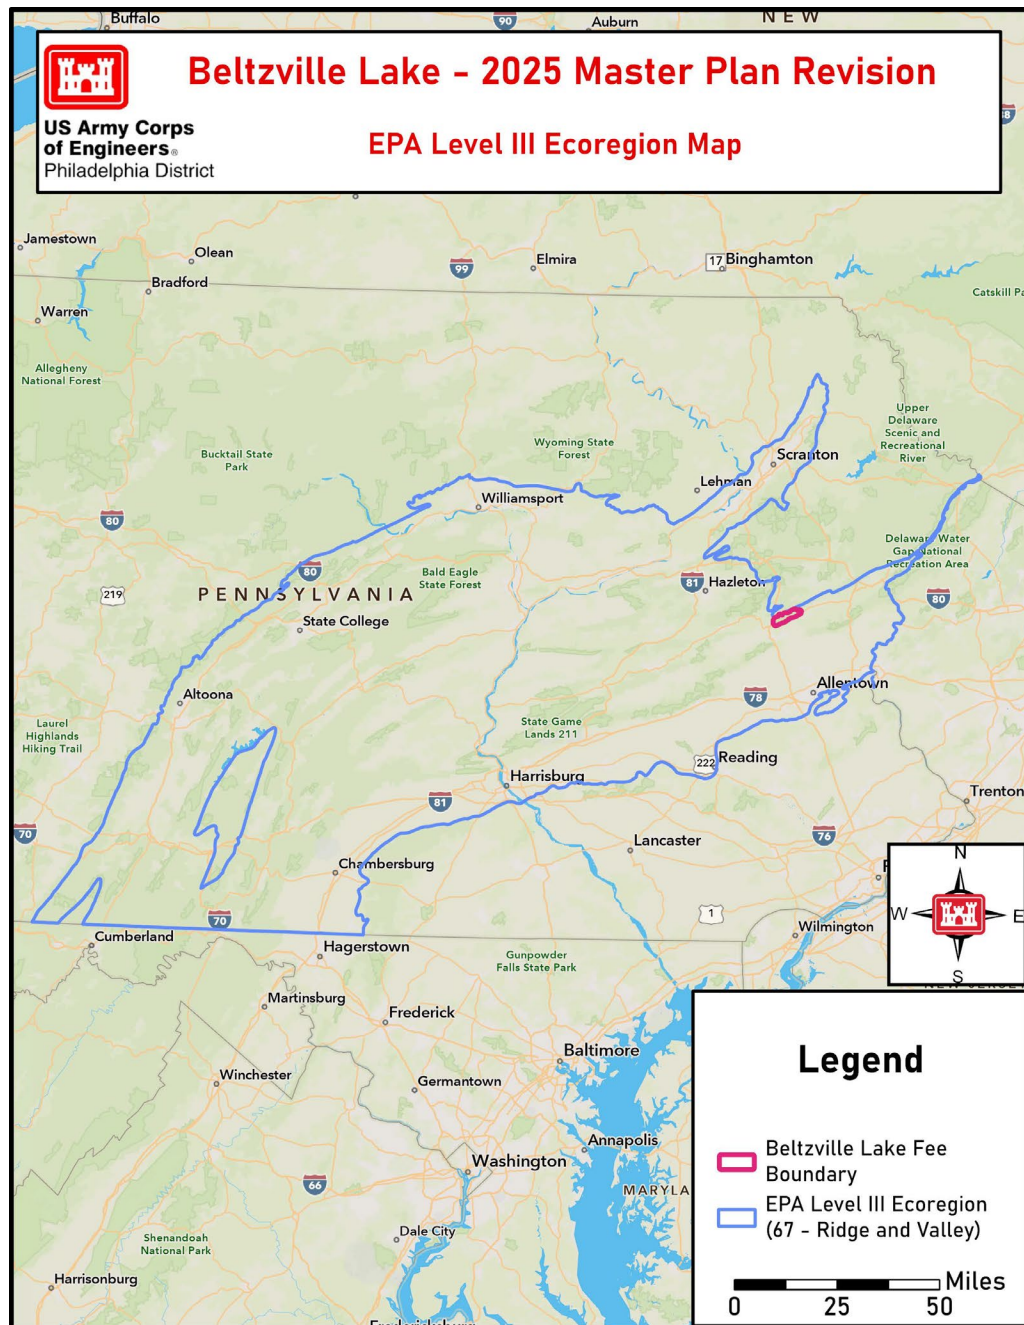 Buffalo
90
Auburn
NEW
Beltzville Lake - 2025 Master Plan Revision
EPA Level III Ecoregion Map
US Army Corps
of Engineers®
Philadelphia District
Jamestown
Olean
99
Elmira
17
Binghamton
Bradford
Catskill Pa
Warren
Allegheny
National Forest
Upper
Delaware
Scenic and
Recreational
River
Bucktail State
Park
Wyoming State
Forest
Scranton
Lehman
Williamsport
80
Delaware Water
Gap National
Recreation Area
80
Bald Eagle
State Forest
81
Hazleton
80
219
PENNSYLVANIA
State College
Altoona
78
Allentown
Laurel
Highlands
Hiking Trail
State Game
Lands 211
222
Reading
Harrisburg
81
Trenton
70
76
Lancaster
Chambersburg
70
1
Wilmington
Cumberland
Hagerstown
Gunpowder
Falls State Park
N
W
E
S
Martinsburg
Frederick
Baltimore
Winchester
Germantown
Annapolis
Washington
66
MARYLA
Dale City
Shenandoah
National Park
Harrisonburg
Legend
Beltzville Lake Fee
Boundary
EPA Level III Ecoregion
(67 - Ridge and Valley)
Miles
0 25 50